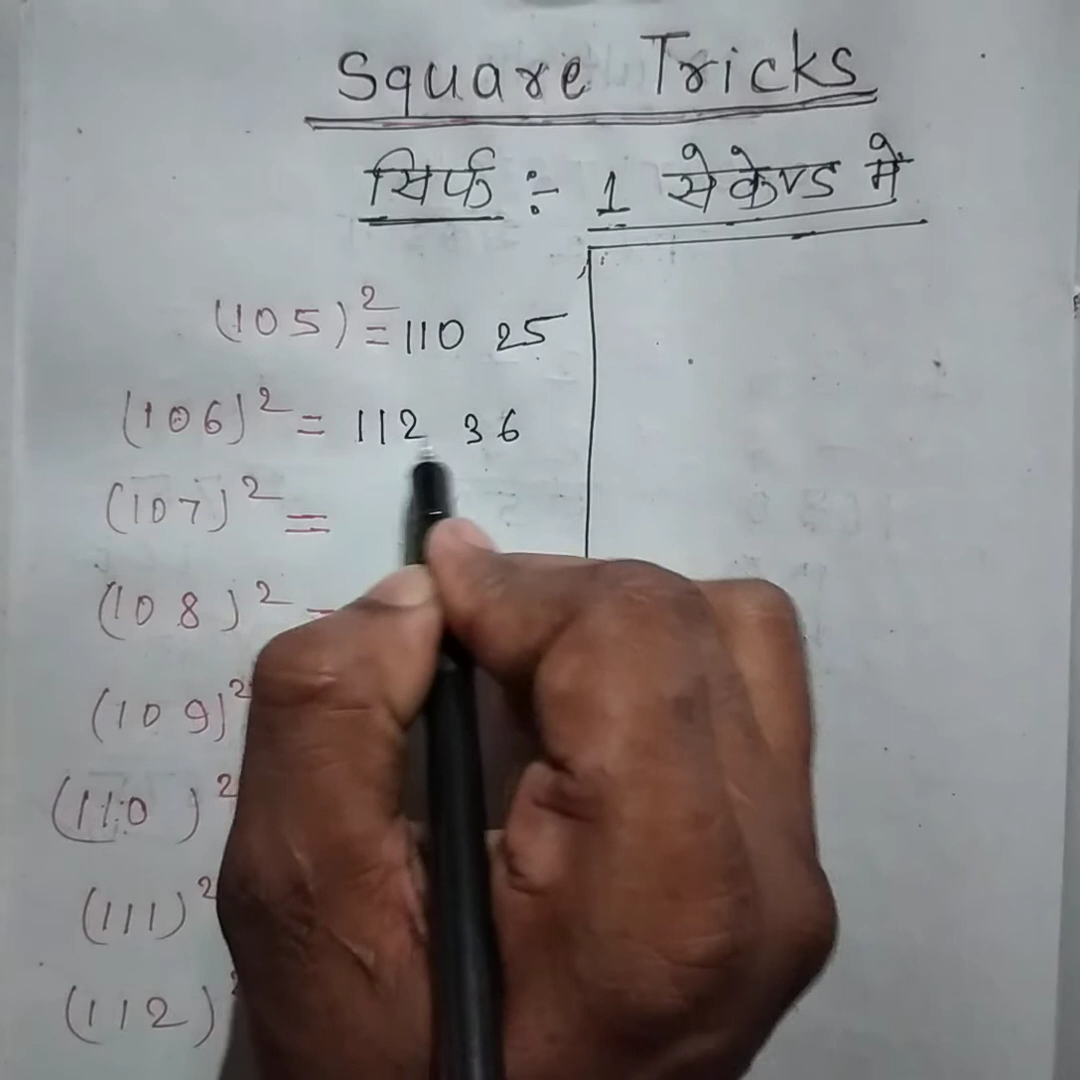 Square Tricks
सिर्फ :- 1 सेकेण्ड में
(105)² = 110 25
(106)² = 112 36
(107)² =
(108)² =
(109)²
(110)²
(111)²
(112)